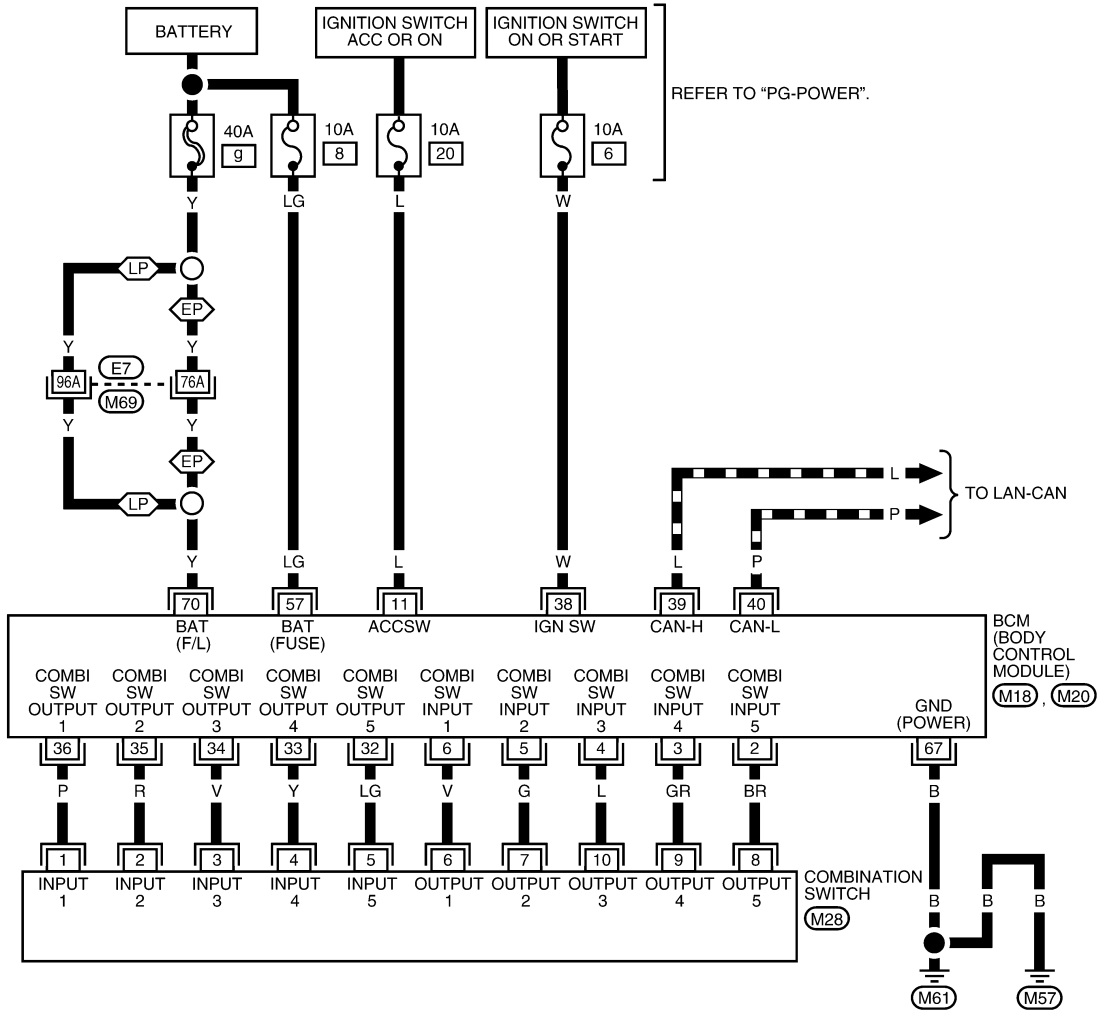 BATTERY
IGNITION SWITCH
ACC OR ON
IGNITION SWITCH
ON OR START
REFER TO “PG-POWER”.
40A
g
10A
8
10A
20
10A
6
Y
LG
L
W
LP
EP
Y
Y
96A
E7
M69
76A
Y
Y
EP
LP
L
P
TO LAN-CAN
Y
LG
L
W
L
P
70
57
11
38
39
40
BAT
(F/L)
BAT
(FUSE)
ACCSW
IGN SW
CAN-H
CAN-L
BCM
(BODY
CONTROL
MODULE)
M18 , M20
COMBI
SW
OUTPUT
1
COMBI
SW
OUTPUT
2
COMBI
SW
OUTPUT
3
COMBI
SW
OUTPUT
4
COMBI
SW
OUTPUT
5
COMBI
SW
INPUT
1
COMBI
SW
INPUT
2
COMBI
SW
INPUT
3
COMBI
SW
INPUT
4
COMBI
SW
INPUT
5
GND
(POWER)
36
35
34
33
32
6
5
4
3
2
67
P
R
V
Y
LG
V
G
L
GR
BR
B
1
2
3
4
5
6
7
10
9
8
INPUT
1
INPUT
2
INPUT
3
INPUT
4
INPUT
5
OUTPUT
1
OUTPUT
2
OUTPUT
3
OUTPUT
4
OUTPUT
5
COMBINATION
SWITCH
M28
B
B
B
M61
M57